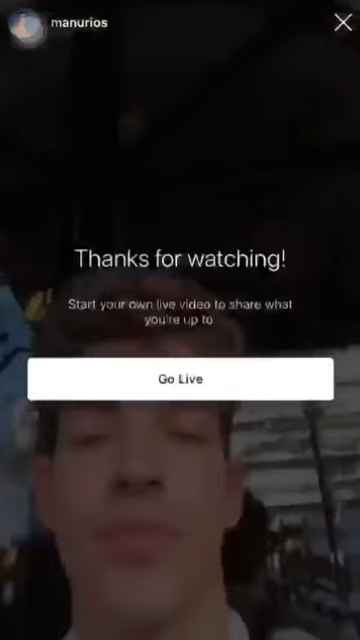 manurios
Thanks for watching!
Start your own live video to share what
you're up to
Go Live